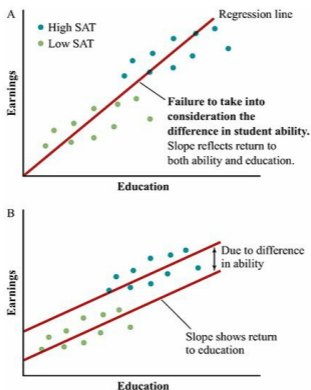 A
Regression line
High SAT
Low SAT
Earnings
Failure to take into
consideration the
difference in student ability.
Slope reflects return to
both ability and education.
Education
B
Earnings
Due to difference
in ability
Slope shows return
to education
Education